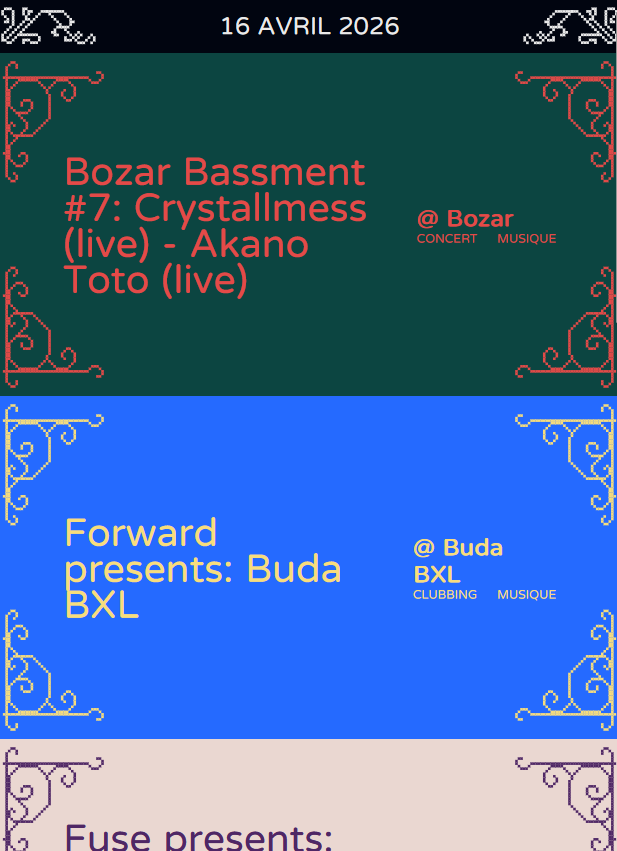 16 AVRIL 2026
Bozar Bassment
#7: Crystallmess
(live) - Akano
Toto (live)
@ Bozar
CONCERT MUSIQUE
Forward
presents: Buda
BXL
@ Buda
BXL
CLUBBING MUSIQUE
Fuse presents: